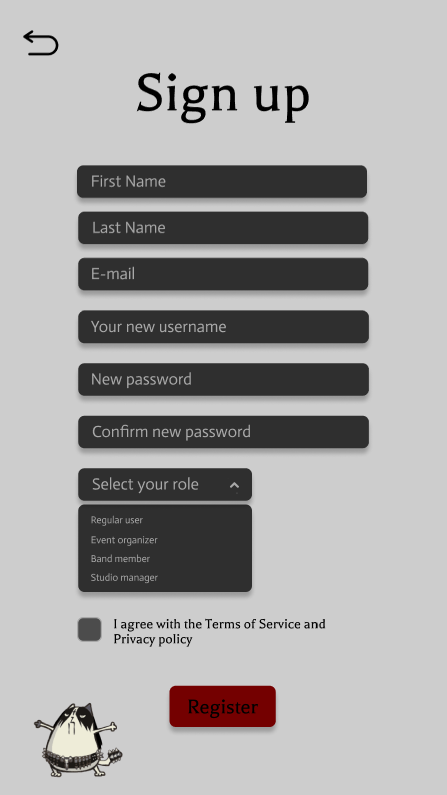 Sign up
First Name
Last Name
E-mail
Your new username
New password
Confirm new password
Select your role
Regular user
Event organizer
Band member
Studio manager
I agree with the Terms of Service and
Privacy policy
Register